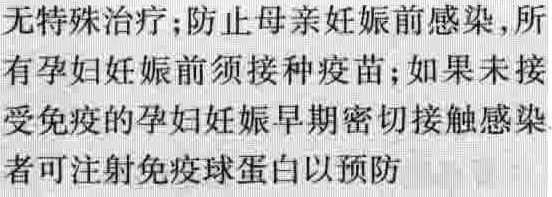 无特殊治疗;防止母亲妊娠前感染,所
有孕妇妊娠前须接种疫苗;如果未接
受免疫的孕妇妊娠早期密切接触感染
者可注射免疫球蛋白以预防